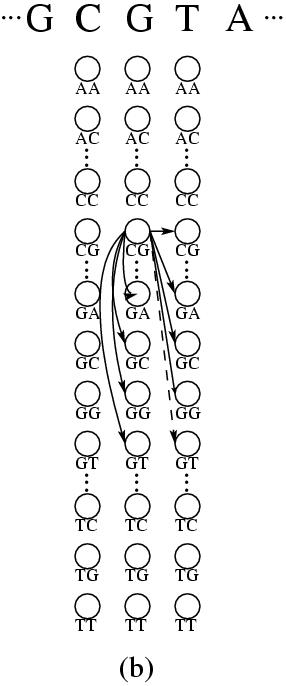 ···G C G T A···
AA AA AA
AC AC AC
CC CC CC
CG CG CG
GA GA GA
GC GC GC
GG GG GG
GT GT GT
TC TC TC
TG TG TG
TT TT TT
(b)